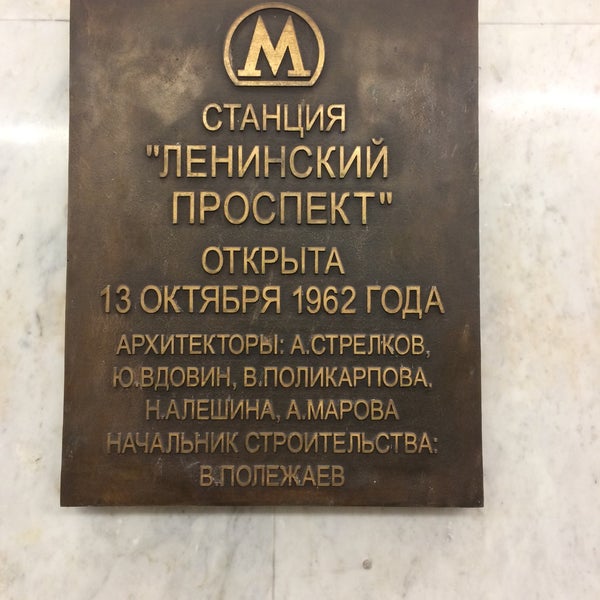 М
СТАНЦИЯ
"ЛЕНИНСКИЙ
ПРОСПЕКТ"
ОТКРЫТА
13 ОКТЯБРЯ 1962 ГОДА
АРХИТЕКТОРЫ: А.СТРЕЛКОВ,
Ю.ВДОВИН, В.ПОЛИКАРПОВА,
Н.АЛЕШИНА, А.МАРОВА
НАЧАЛЬНИК СТРОИТЕЛЬСТВА:
В.ПОЛЕЖАЕВ